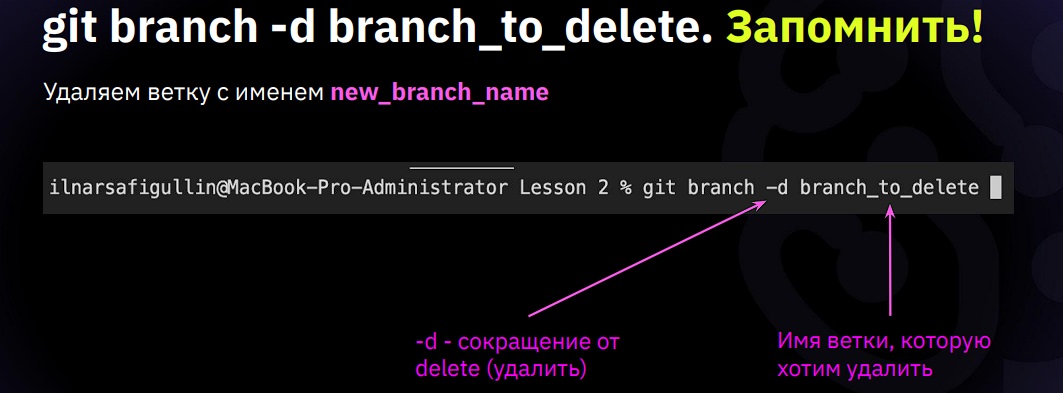 git branch -d branch_to_delete. Запомнить!
Удаляем ветку с именем new_branch_name
ilnarsafigullin@MacBook-Pro-Administrator Lesson 2 % git branch -d branch_to_delete
-d - сокращение от
delete (удалить)
Имя ветки, которую
хотим удалить